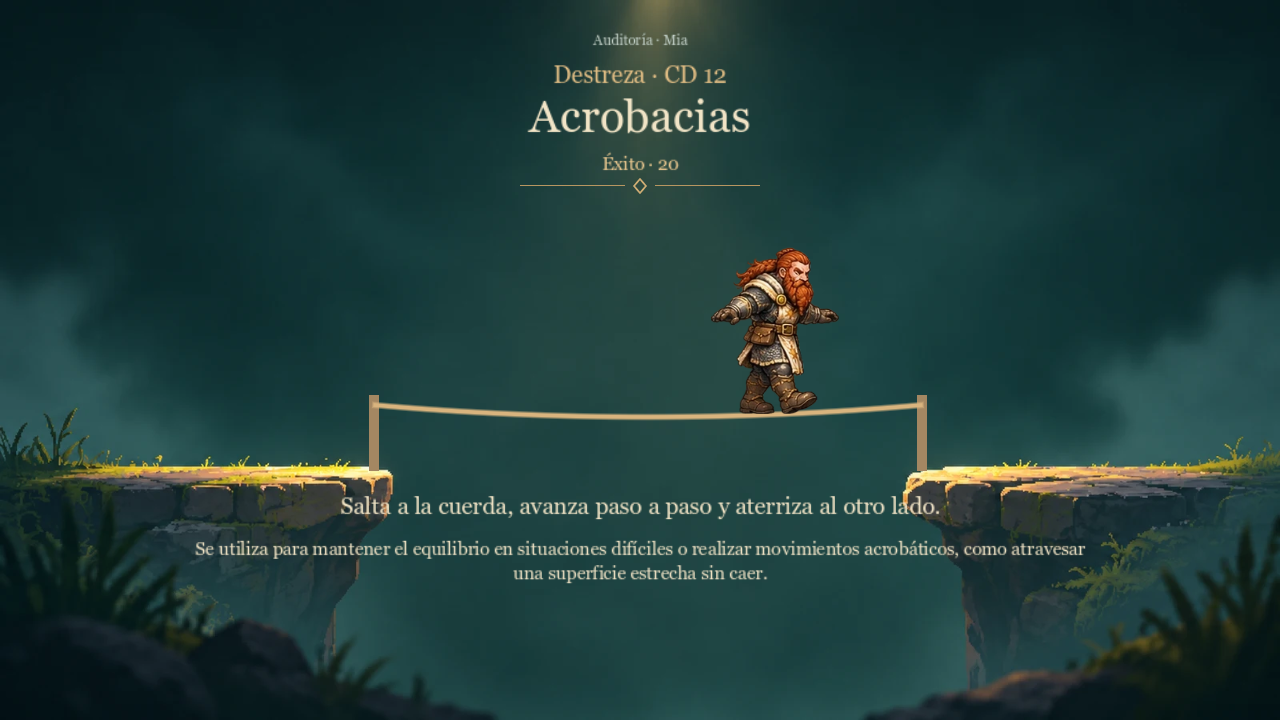 Auditoría · Mia
Destreza · CD 12
Acrobacias
Éxito · 20
Salta a la cuerda, avanza paso a paso y aterriza al otro lado.
Se utiliza para mantener el equilibrio en situaciones difíciles o realizar movimientos acrobáticos, como atravesar
una superficie estrecha sin caer.